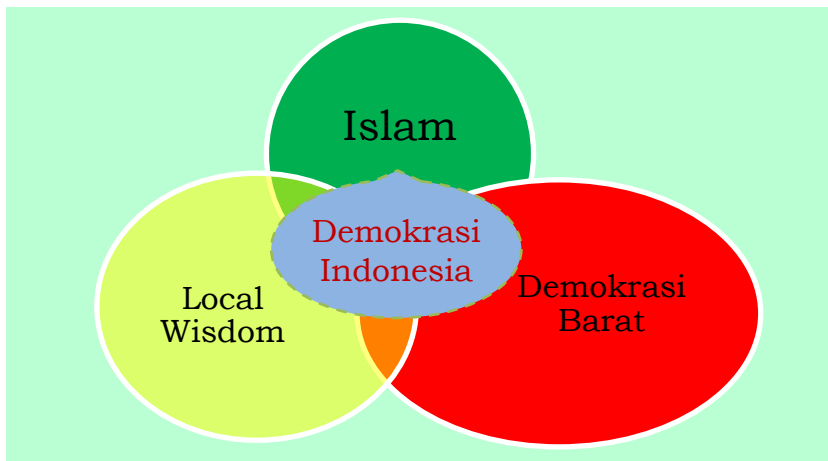 Islam
Demokrasi
Indonesia
Local
Wisdom
Demokrasi
Barat